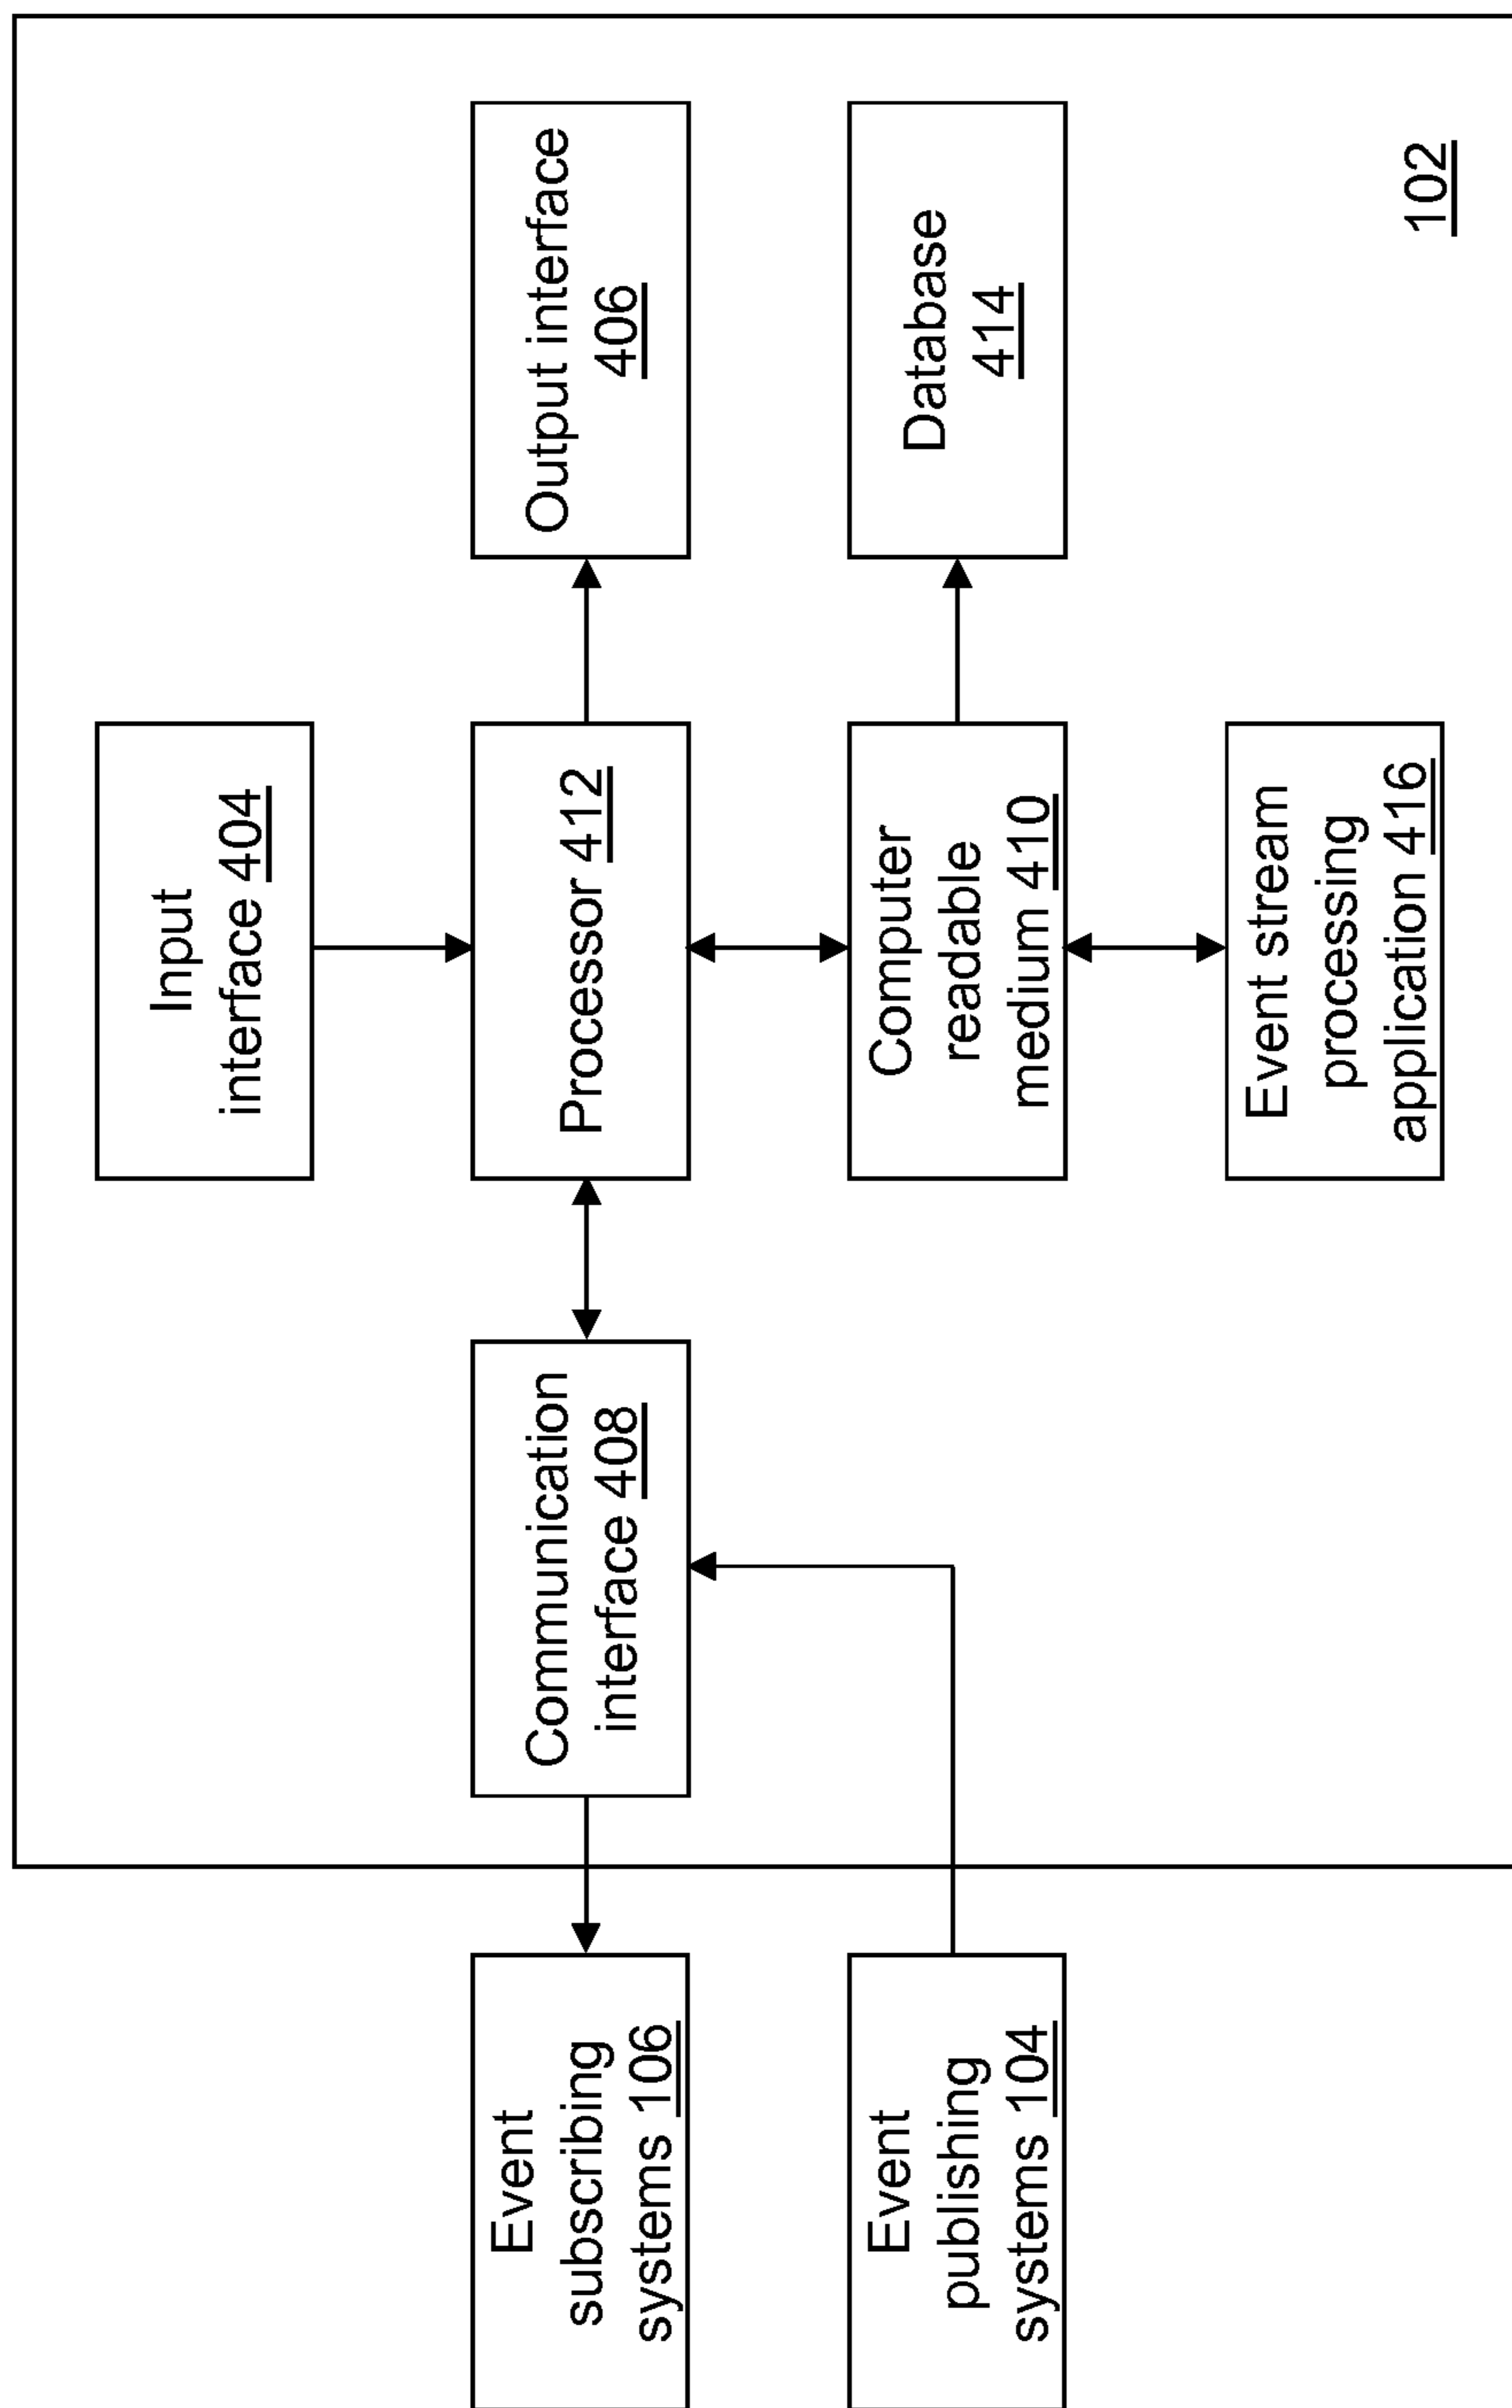 Input
interface 404
Event
subscribing
systems 106
Communication
interface 408
Processor 412
Output interface
406
Event
publishing
systems 104
Computer
readable
medium 410
Database
414
Event stream
processing
application 416
102